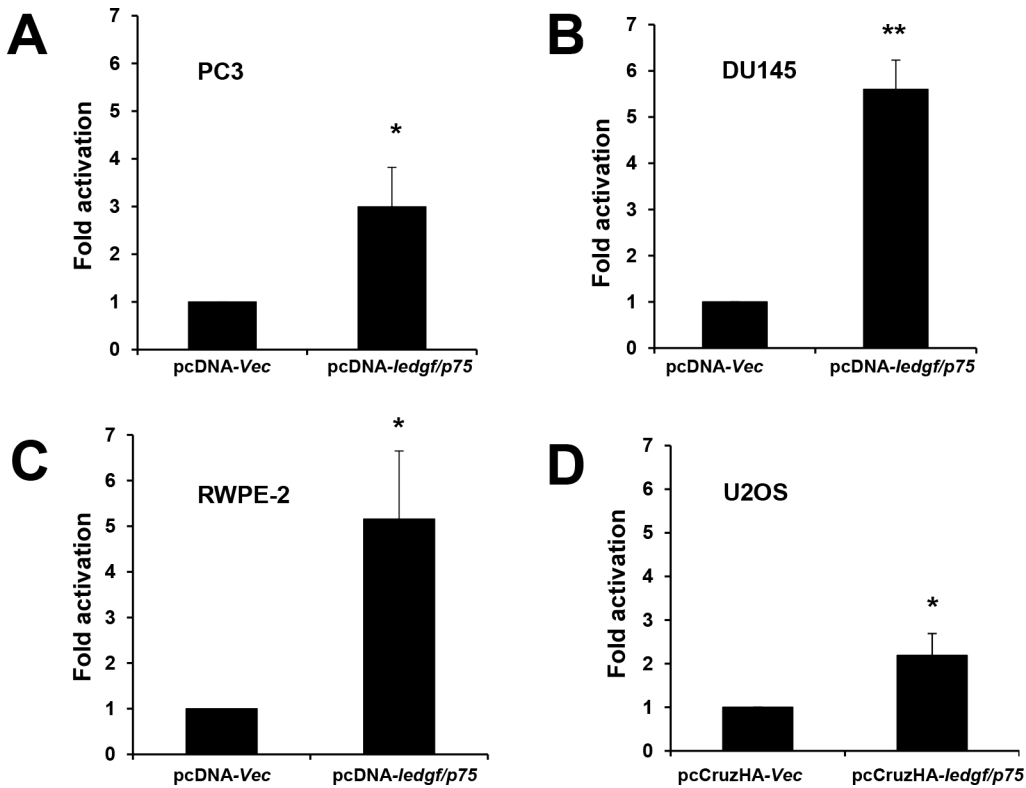 A
PC3
Fold activation
7
6
5
4
3
2
1
0
*
pcDNA-Vec
pcDNA-ledgf/p75
B
DU145
Fold activation
7
6
5
4
3
2
1
0
**
pcDNA-Vec
pcDNA-ledgf/p75
C
RWPE-2
Fold activation
7
6
5
4
3
2
1
0
*
pcDNA-Vec
pcDNA-ledgf/p75
D
U2OS
Fold activation
7
6
5
4
3
2
1
0
*
pcCruzHA-Vec
pcCruzHA-ledgf/p75